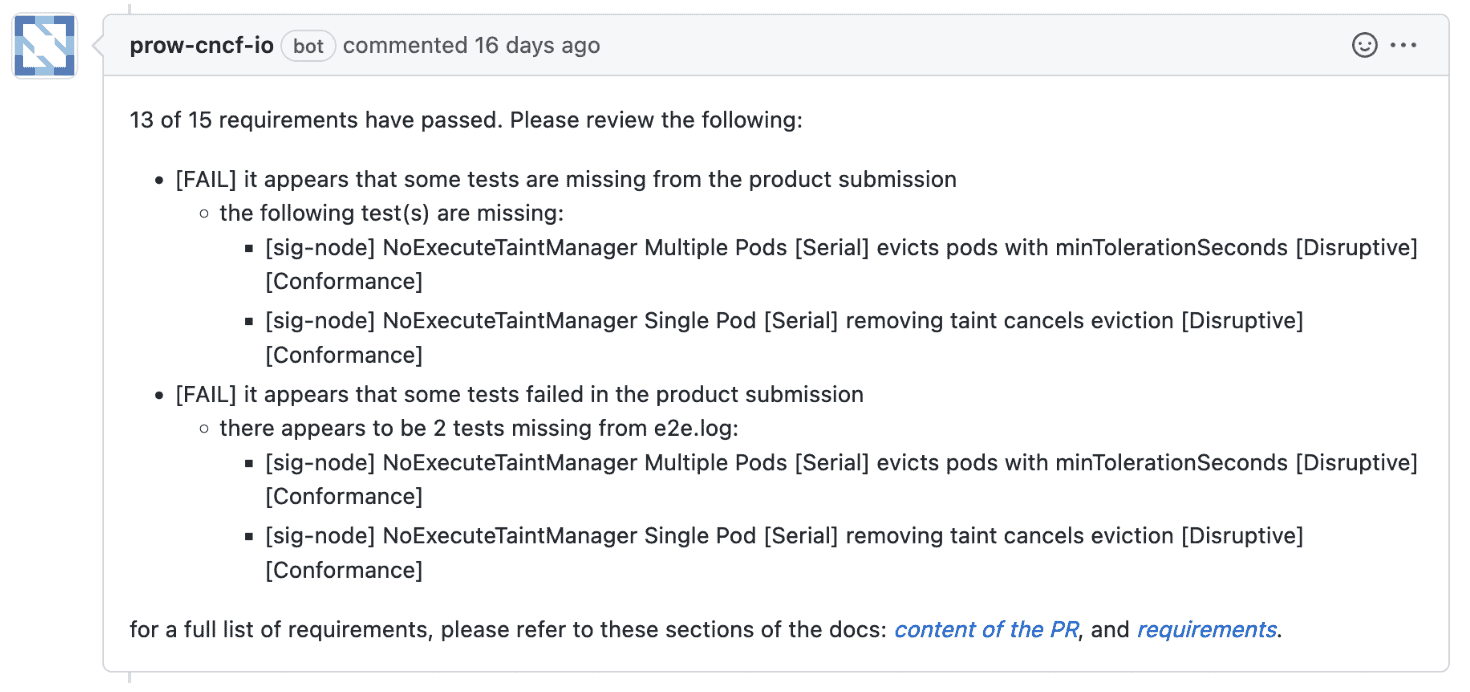 prow-cncf-io bot commented 16 days ago
13 of 15 requirements have passed. Please review the following:
• [FAIL] it appears that some tests are missing from the product submission
◦ the following test(s) are missing:
▪ [sig-node] NoExecuteTaintManager Multiple Pods [Serial] evicts pods with minTolerationSeconds [Disruptive]
[Conformance]
▪ [sig-node] NoExecuteTaintManager Single Pod [Serial] removing taint cancels eviction [Disruptive]
[Conformance]
• [FAIL] it appears that some tests failed in the product submission
◦ there appears to be 2 tests missing from e2e.log:
▪ [sig-node] NoExecuteTaintManager Multiple Pods [Serial] evicts pods with minTolerationSeconds [Disruptive]
[Conformance]
▪ [sig-node] NoExecuteTaintManager Single Pod [Serial] removing taint cancels eviction [Disruptive]
[Conformance]
for a full list of requirements, please refer to these sections of the docs: content of the PR, and requirements.